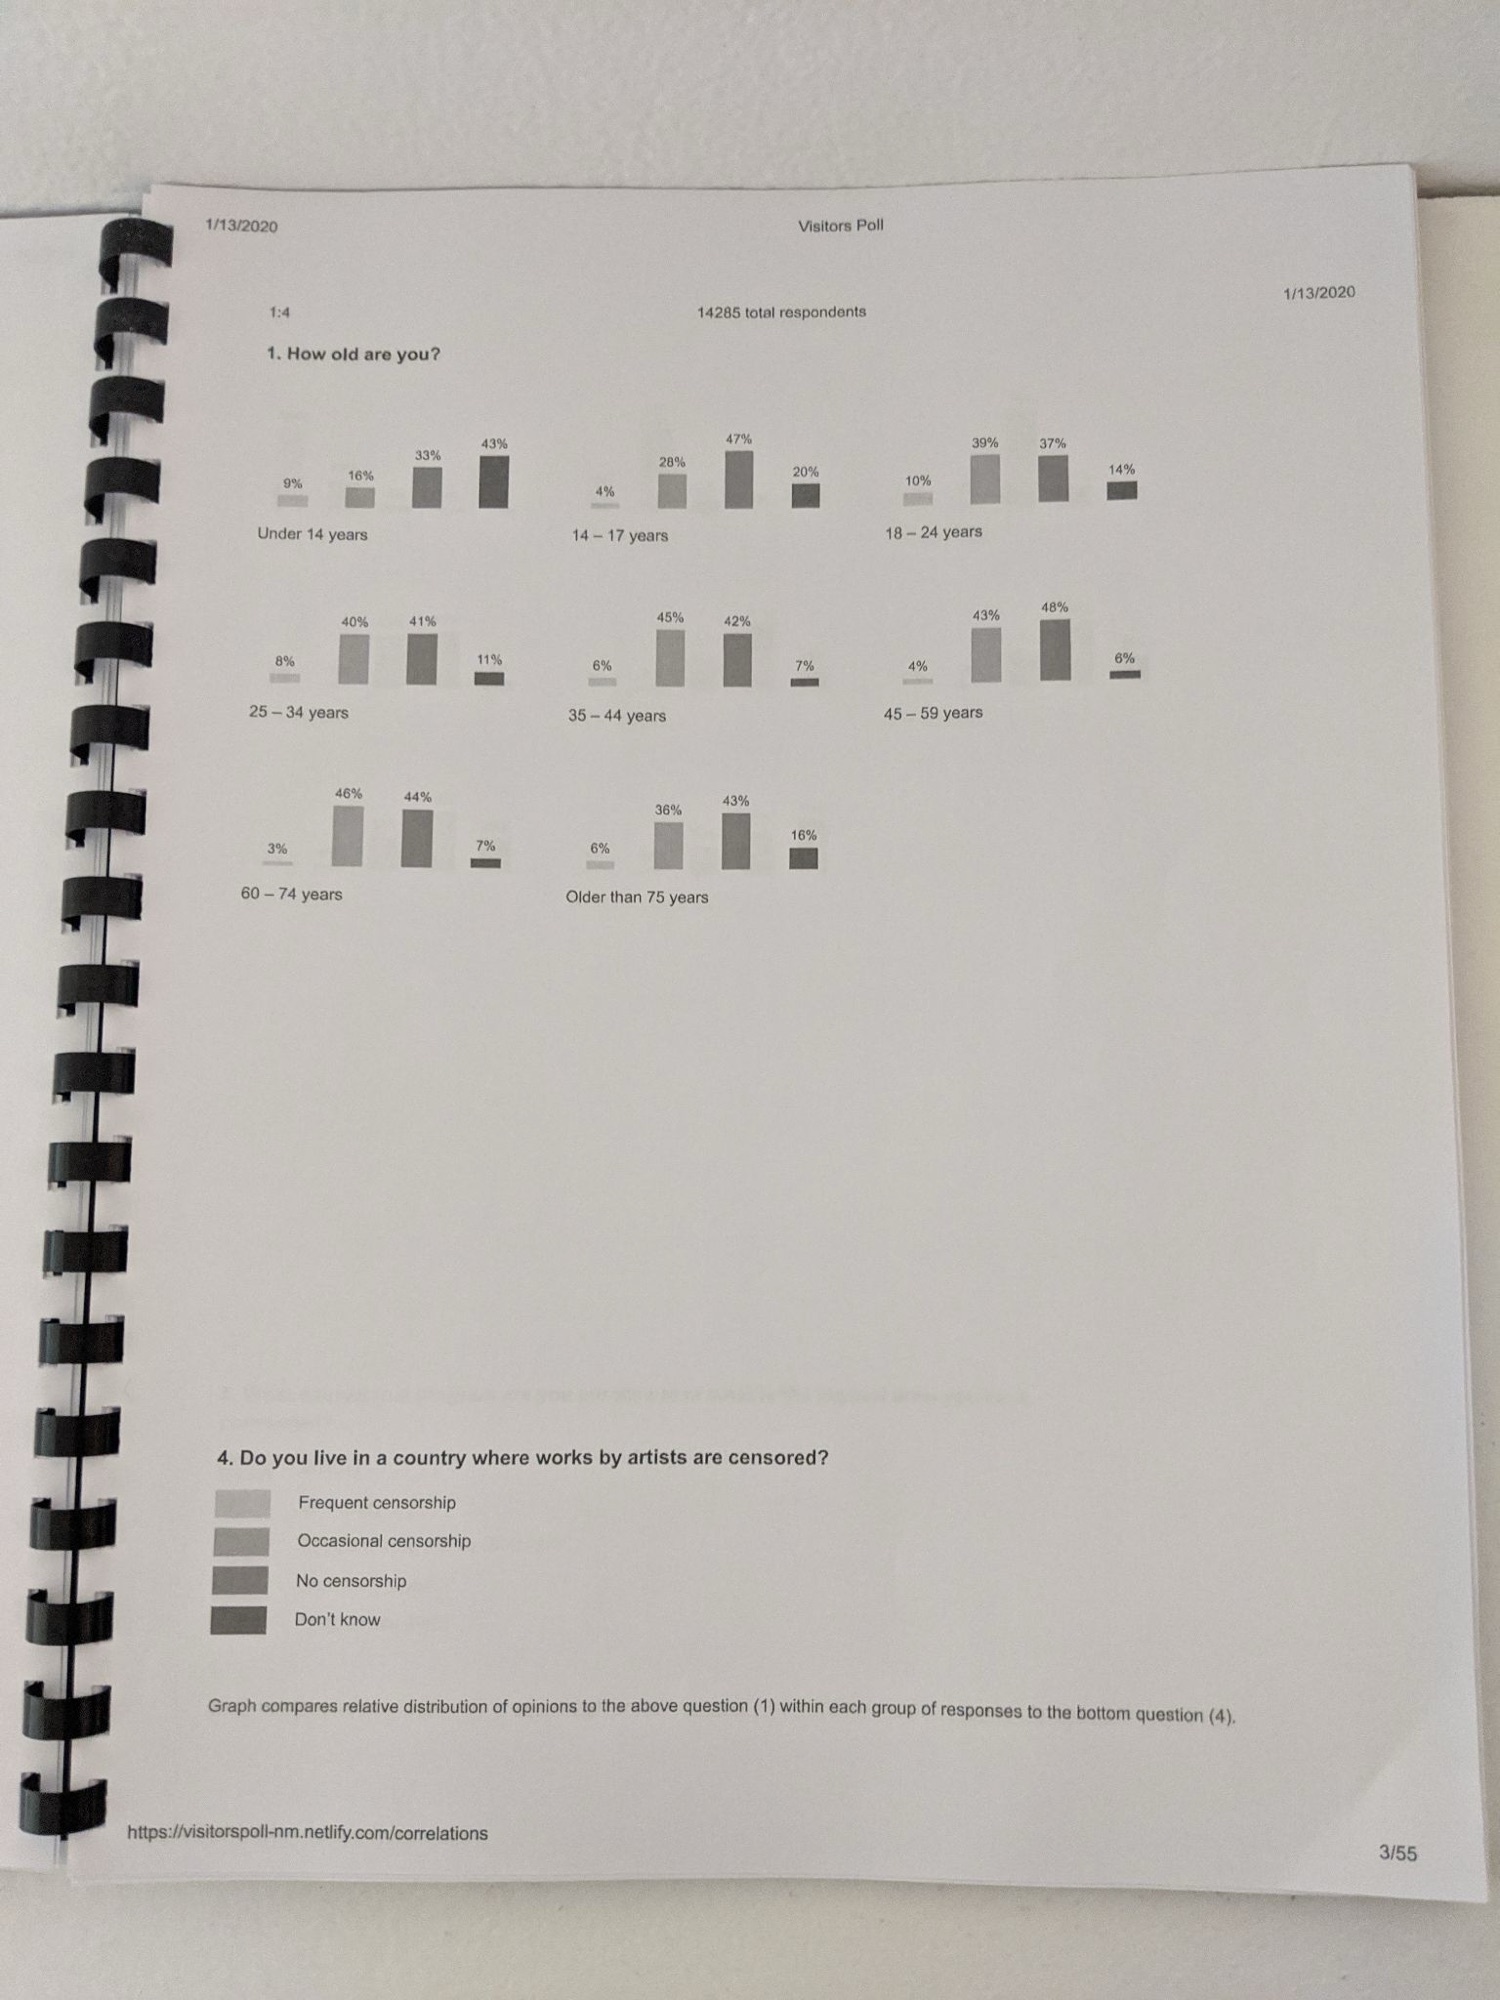 1/13/2020
Visitors Poll
1/13/2020
1:4
14285 total respondents
1. How old are you?
9% 16% 33% 43%
Under 14 years
4% 28% 47% 20%
14 – 17 years
10% 39% 37% 14%
18 – 24 years
8% 40% 41% 11%
25 – 34 years
6% 45% 42% 7%
35 – 44 years
4% 43% 48% 6%
45 – 59 years
3% 46% 44% 7%
60 – 74 years
6% 36% 43% 16%
Older than 75 years
4. Do you live in a country where works by artists are censored?
Frequent censorship
Occasional censorship
No censorship
Don't know
Graph compares relative distribution of opinions to the above question (1) within each group of responses to the bottom question (4).
https://visitorspoll-nm.netlify.com/correlations
3/55